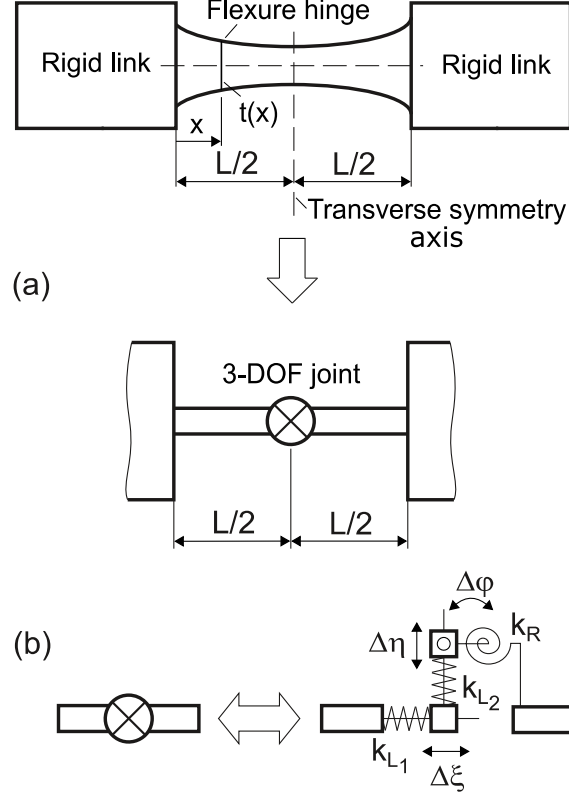 Flexure hinge
Rigid link
Rigid link
t(x)
x
L/2
L/2
Transverse symmetry
axis
(a)
3-DOF joint
L/2
L/2
(b)
Δφ
Δη
k_R
k_L₂
k_L₁
Δξ